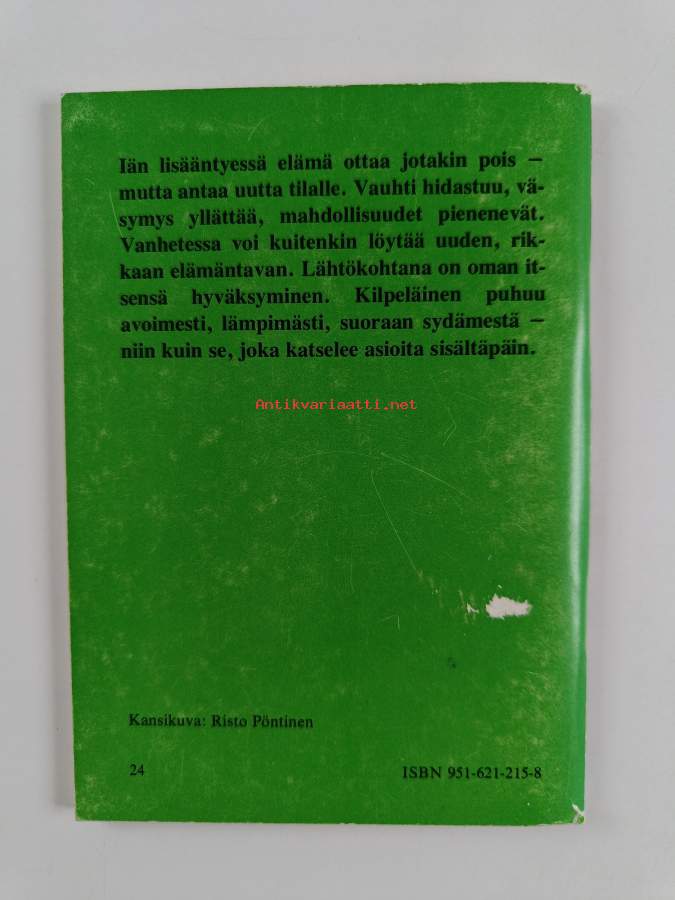 Iän lisääntyessä elämä ottaa jotakin pois –
mutta antaa uutta tilalle. Vauhti hidastuu, vä-
symys yllättää, mahdollisuudet pienenevät.
Vanhetessa voi kuitenkin löytää uuden, rik-
kaan elämäntavan. Lähtökohtana on oman it-
sensä hyväksyminen. Kilpeläinen puhuu
avoimesti, lämpimästi, suoraan sydämestä –
niin kuin se, joka katselee asioita sisältäpäin.
Antikvariaatti.net
Kansikuva: Risto Pöntinen
24 ISBN 951-621-215-8